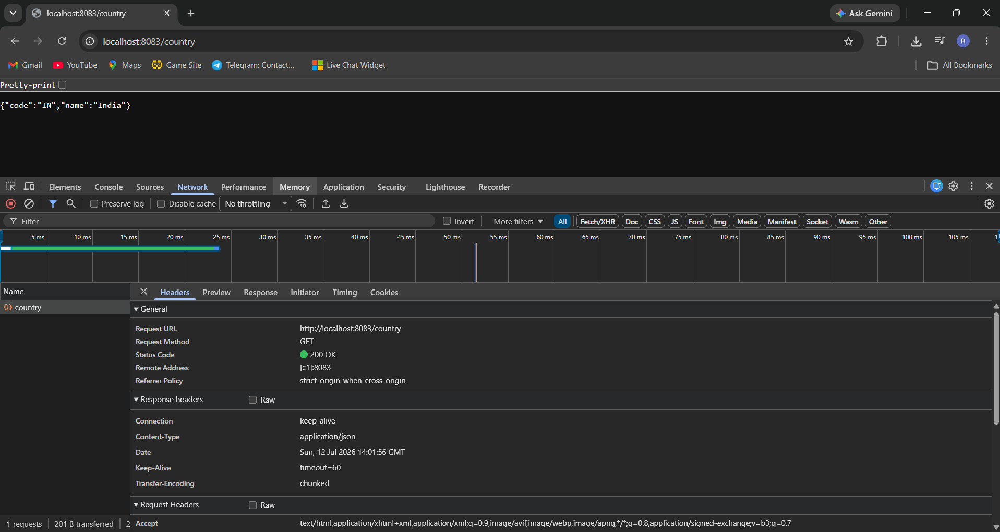 localhost:8083/country
Ask Gemini
localhost:8083/country
R
Gmail YouTube Maps Game Site Telegram: Contact... Live Chat Widget All Bookmarks
Pretty-print
{"code":"IN","name":"India"}
Elements Console Sources Network Performance Memory Application Security Lighthouse Recorder
Preserve log Disable cache No throttling
Filter Invert More filters All Fetch/XHR Doc CSS JS Font Img Media Manifest Socket Wasm Other
5 ms 10 ms 15 ms 20 ms 25 ms 30 ms 35 ms 40 ms 45 ms 50 ms 55 ms 60 ms 65 ms 70 ms 75 ms 80 ms 85 ms 90 ms 95 ms 100 ms 105 ms 1
Name Headers Preview Response Initiator Timing Cookies
country
General
Request URL http://localhost:8083/country
Request Method GET
Status Code 200 OK
Remote Address [::1]:8083
Referrer Policy strict-origin-when-cross-origin
Response headers Raw
Connection keep-alive
Content-Type application/json
Date Sun, 12 Jul 2026 14:01:56 GMT
Keep-Alive timeout=60
Transfer-Encoding chunked
Request Headers Raw
Accept text/html,application/xhtml+xml,application/xml;q=0.9,image/avif,image/webp,image/apng,*/*;q=0.8,application/signed-exchange;v=b3;q=0.7
1 requests 201 B transferred 2